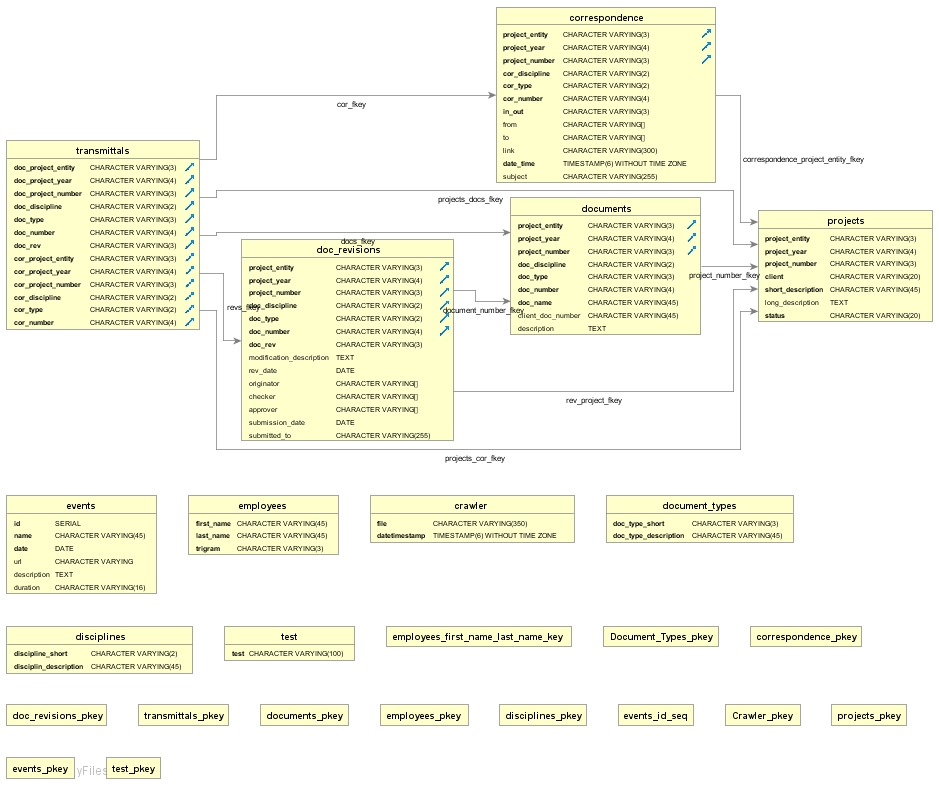 correspondence
project_entity CHARACTER VARYING(3)
project_year CHARACTER VARYING(4)
project_number CHARACTER VARYING(3)
cor_discipline CHARACTER VARYING(2)
cor_type CHARACTER VARYING(2)
cor_number CHARACTER VARYING(4)
in_out CHARACTER VARYING(3)
from CHARACTER VARYING[]
to CHARACTER VARYING[]
link CHARACTER VARYING(300)
date_time TIMESTAMP(6) WITHOUT TIME ZONE
subject CHARACTER VARYING(255)
cor_fkey
correspondence_project_entity_fkey
transmittals
doc_project_entity CHARACTER VARYING(3)
doc_project_year CHARACTER VARYING(4)
doc_project_number CHARACTER VARYING(3)
doc_discipline CHARACTER VARYING(2)
doc_type CHARACTER VARYING(3)
doc_number CHARACTER VARYING(4)
doc_rev CHARACTER VARYING(3)
cor_project_entity CHARACTER VARYING(3)
cor_project_year CHARACTER VARYING(4)
cor_project_number CHARACTER VARYING(3)
cor_discipline CHARACTER VARYING(2)
cor_type CHARACTER VARYING(2)
cor_number CHARACTER VARYING(4)
projects_docs_fkey
docs_fkey
documents
project_entity CHARACTER VARYING(3)
project_year CHARACTER VARYING(4)
project_number CHARACTER VARYING(3)
doc_discipline CHARACTER VARYING(2)
doc_type CHARACTER VARYING(3)
doc_number CHARACTER VARYING(4)
doc_name CHARACTER VARYING(45)
client_doc_number CHARACTER VARYING(45)
description TEXT
projects
project_entity CHARACTER VARYING(3)
project_year CHARACTER VARYING(4)
project_number CHARACTER VARYING(3)
client CHARACTER VARYING(20)
short_description CHARACTER VARYING(45)
long_description TEXT
status CHARACTER VARYING(20)
project_number_fkey
doc_revisions
project_entity CHARACTER VARYING(3)
project_year CHARACTER VARYING(4)
project_number CHARACTER VARYING(3)
doc_discipline CHARACTER VARYING(2)
doc_type CHARACTER VARYING(2)
doc_number CHARACTER VARYING(4)
doc_rev CHARACTER VARYING(3)
modification_description TEXT
rev_date DATE
originator CHARACTER VARYING[]
checker CHARACTER VARYING[]
approver CHARACTER VARYING[]
submission_date DATE
submitted_to CHARACTER VARYING(255)
document_number_fkey
rev_project_fkey
projects_cor_fkey
events
id SERIAL
name CHARACTER VARYING(45)
date DATE
url CHARACTER VARYING
description TEXT
duration CHARACTER VARYING(16)
employees
first_name CHARACTER VARYING(45)
last_name CHARACTER VARYING(45)
trigram CHARACTER VARYING(3)
crawler
file CHARACTER VARYING(350)
datetimestamp TIMESTAMP(6) WITHOUT TIME ZONE
document_types
doc_type_short CHARACTER VARYING(3)
doc_type_description CHARACTER VARYING(45)
disciplines
discipline_short CHARACTER VARYING(2)
disciplin_description CHARACTER VARYING(45)
test
test CHARACTER VARYING(100)
employees_first_name_last_name_key
Document_Types_pkey
correspondence_pkey
doc_revisions_pkey
transmittals_pkey
documents_pkey
employees_pkey
disciplines_pkey
events_id_seq
Crawler_pkey
projects_pkey
events_pkey
yFiles
test_pkey